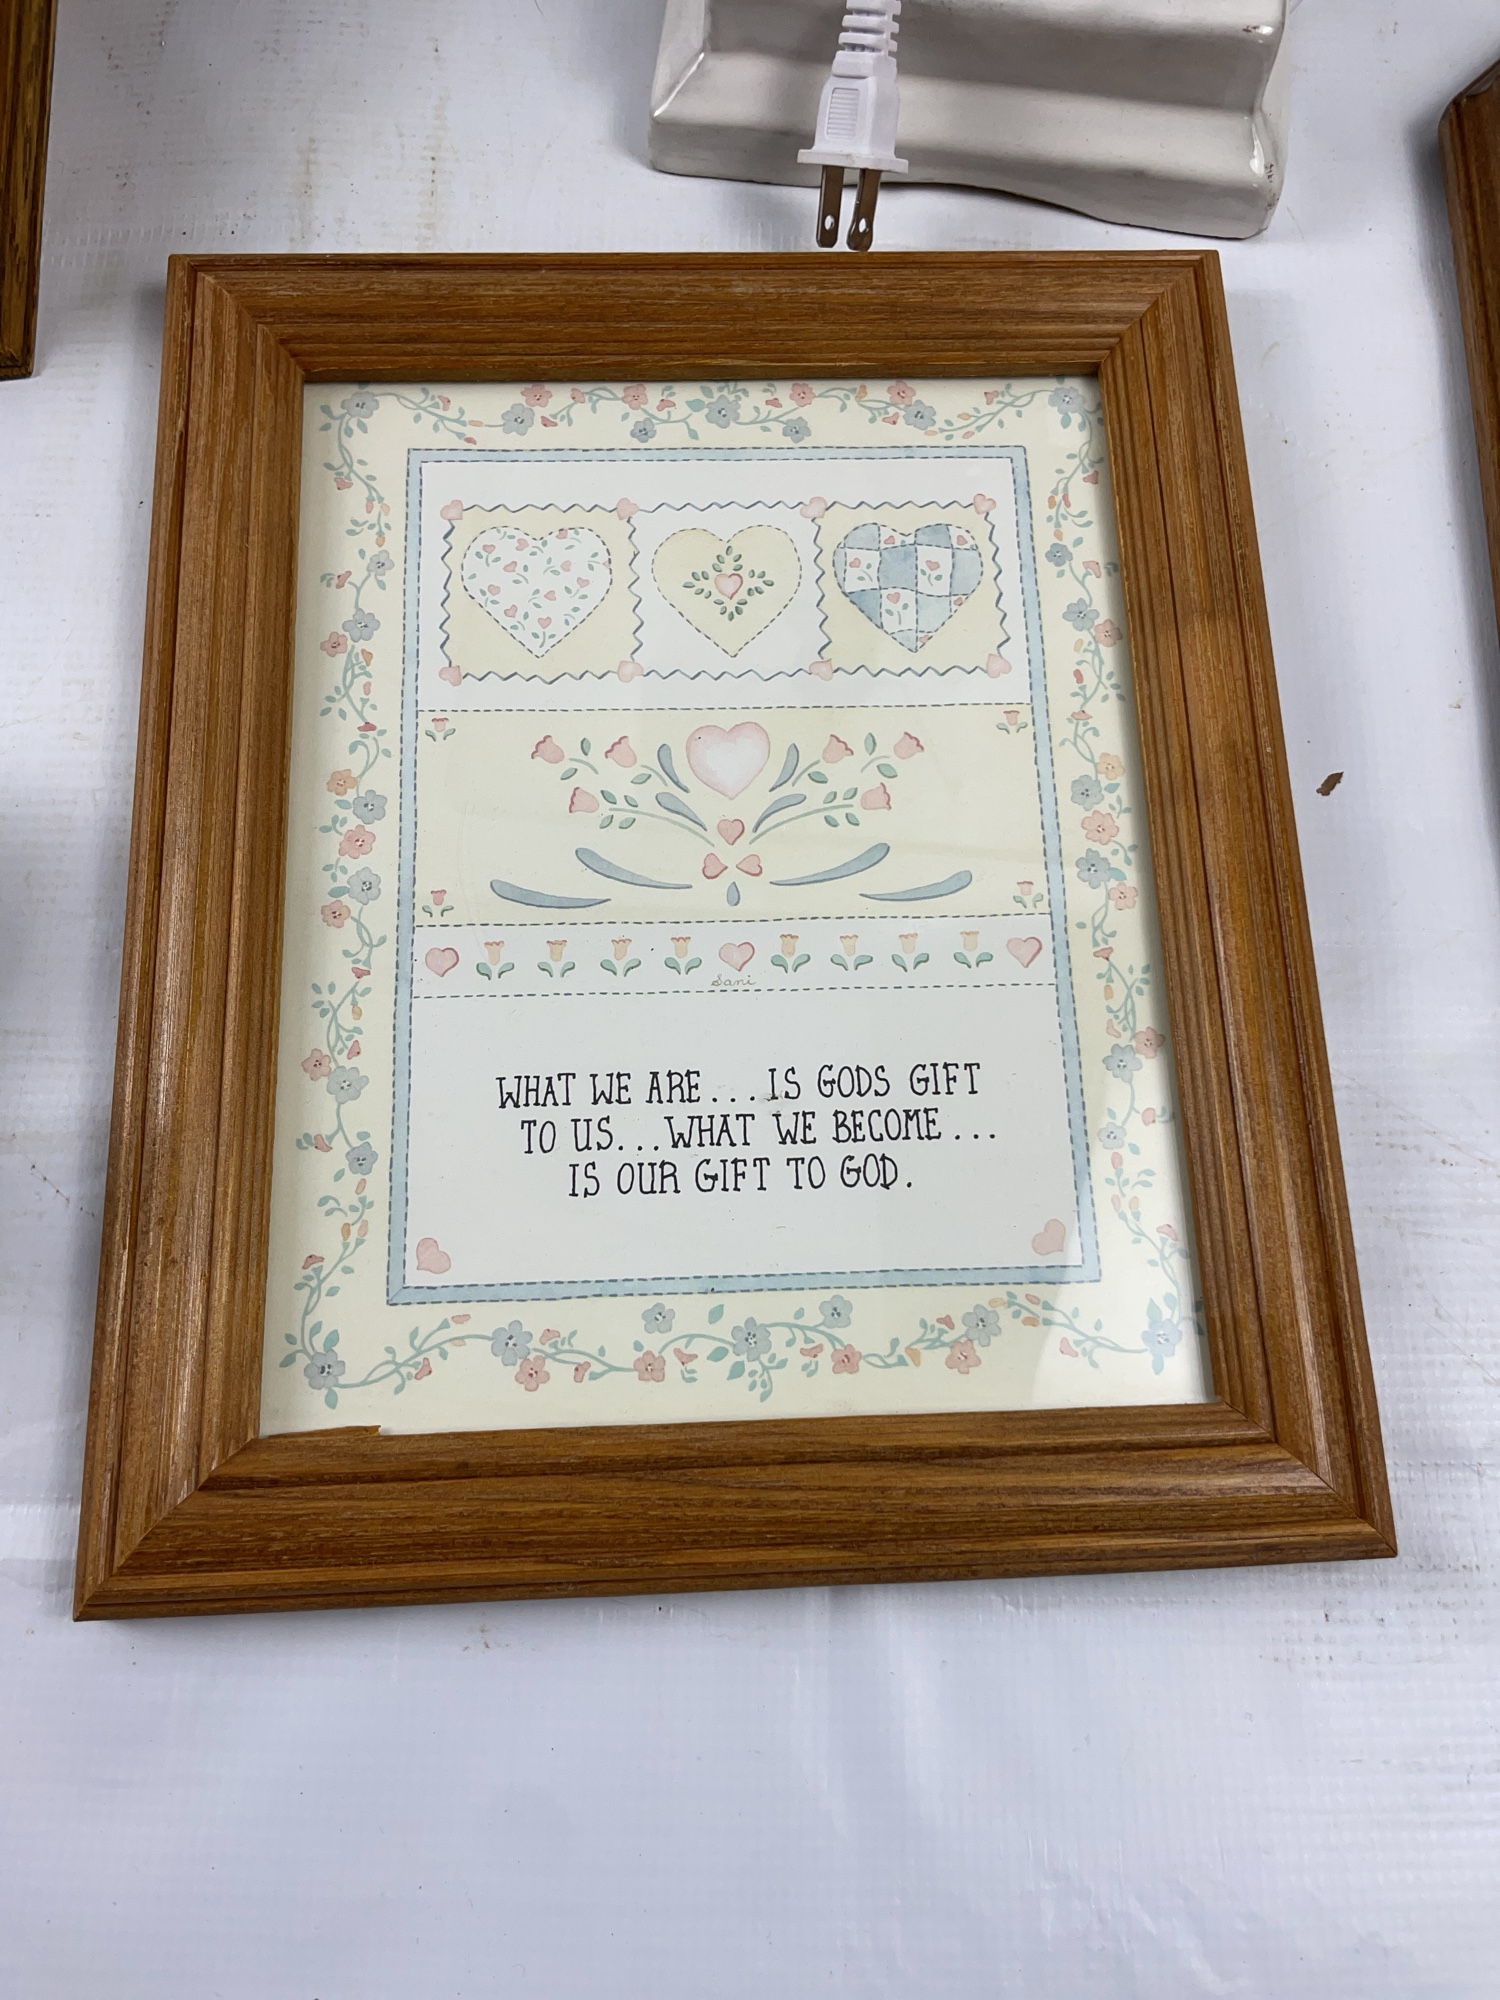 Sani
WHAT WE ARE...IS GODS GIFT
TO US...WHAT WE BECOME...
IS OUR GIFT TO GOD.